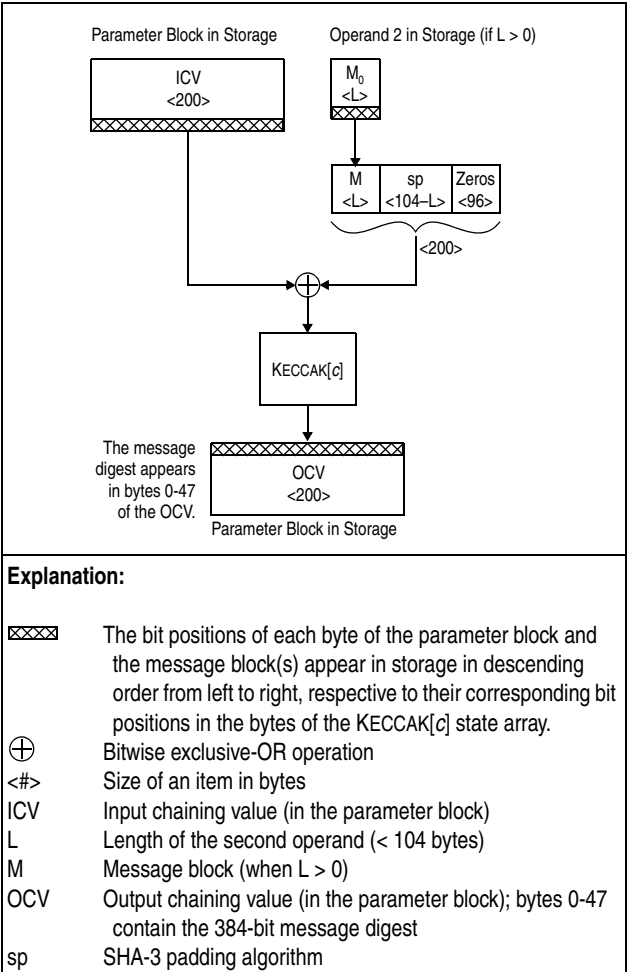 Parameter Block in Storage
Operand 2 in Storage (if L > 0)
ICV
<200>
M0
<L>
M
<L>
sp
<104–L>
Zeros
<96>
<200>
KECCAK[c]
The message
digest appears
in bytes 0-47
of the OCV.
OCV
<200>
Parameter Block in Storage
Explanation:
The bit positions of each byte of the parameter block and
the message block(s) appear in storage in descending
order from left to right, respective to their corresponding bit
positions in the bytes of the KECCAK[c] state array.
⊕ Bitwise exclusive-OR operation
<#> Size of an item in bytes
ICV Input chaining value (in the parameter block)
L Length of the second operand (< 104 bytes)
M Message block (when L > 0)
OCV Output chaining value (in the parameter block); bytes 0-47
contain the 384-bit message digest
sp SHA-3 padding algorithm